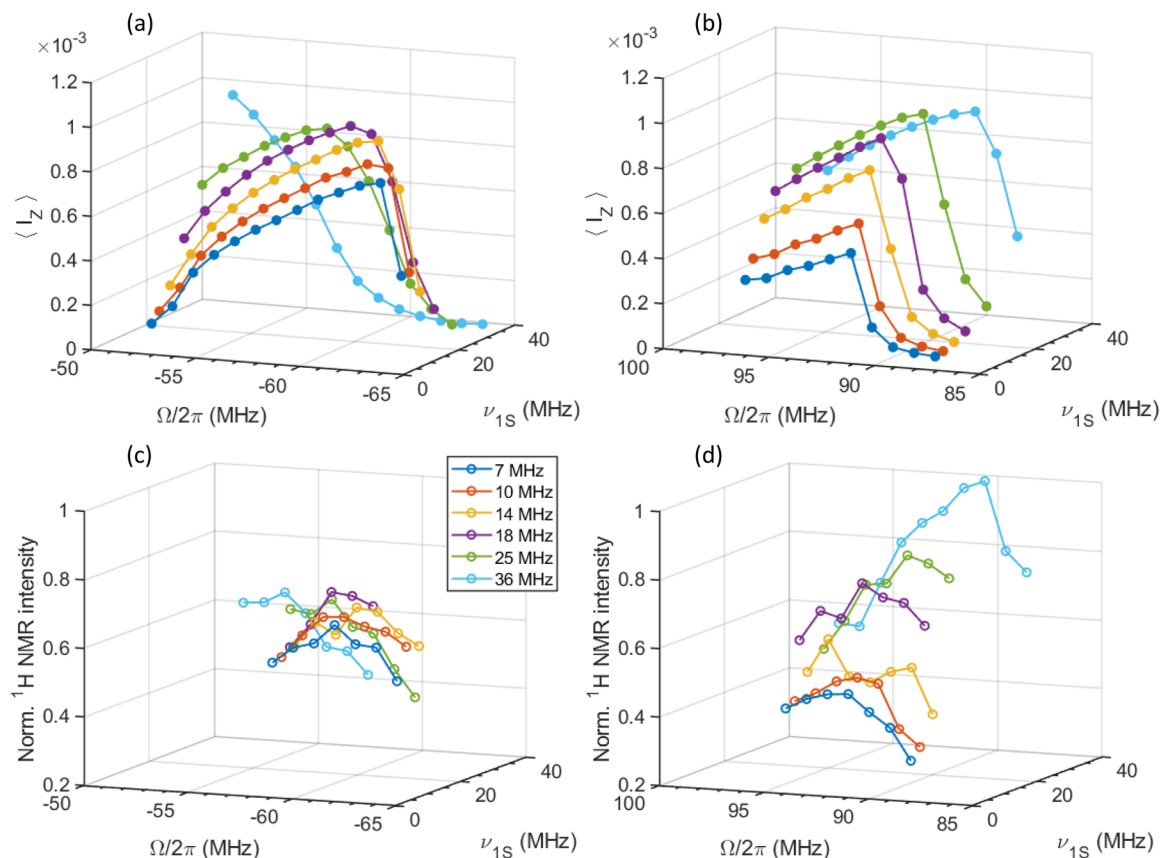 (a)
×10⁻³
1.2
1
0.8
0.6
0.4
0.2
0
⟨ I_Z ⟩
-50
-55
-60
-65
Ω/2π (MHz)
0
20
40
ν_1S (MHz)
(b)
×10⁻³
1.2
1
0.8
0.6
0.4
0.2
0
⟨ I_Z ⟩
100
95
90
85
Ω/2π (MHz)
0
20
40
ν_1S (MHz)
(c)
1
0.8
0.6
0.4
0.2
Norm. ¹H NMR intensity
-50
-55
-60
-65
Ω/2π (MHz)
0
20
40
ν_1S (MHz)
7 MHz
10 MHz
14 MHz
18 MHz
25 MHz
36 MHz
(d)
1
0.8
0.6
0.4
0.2
Norm. ¹H NMR intensity
100
95
90
85
Ω/2π (MHz)
0
20
40
ν_1S (MHz)